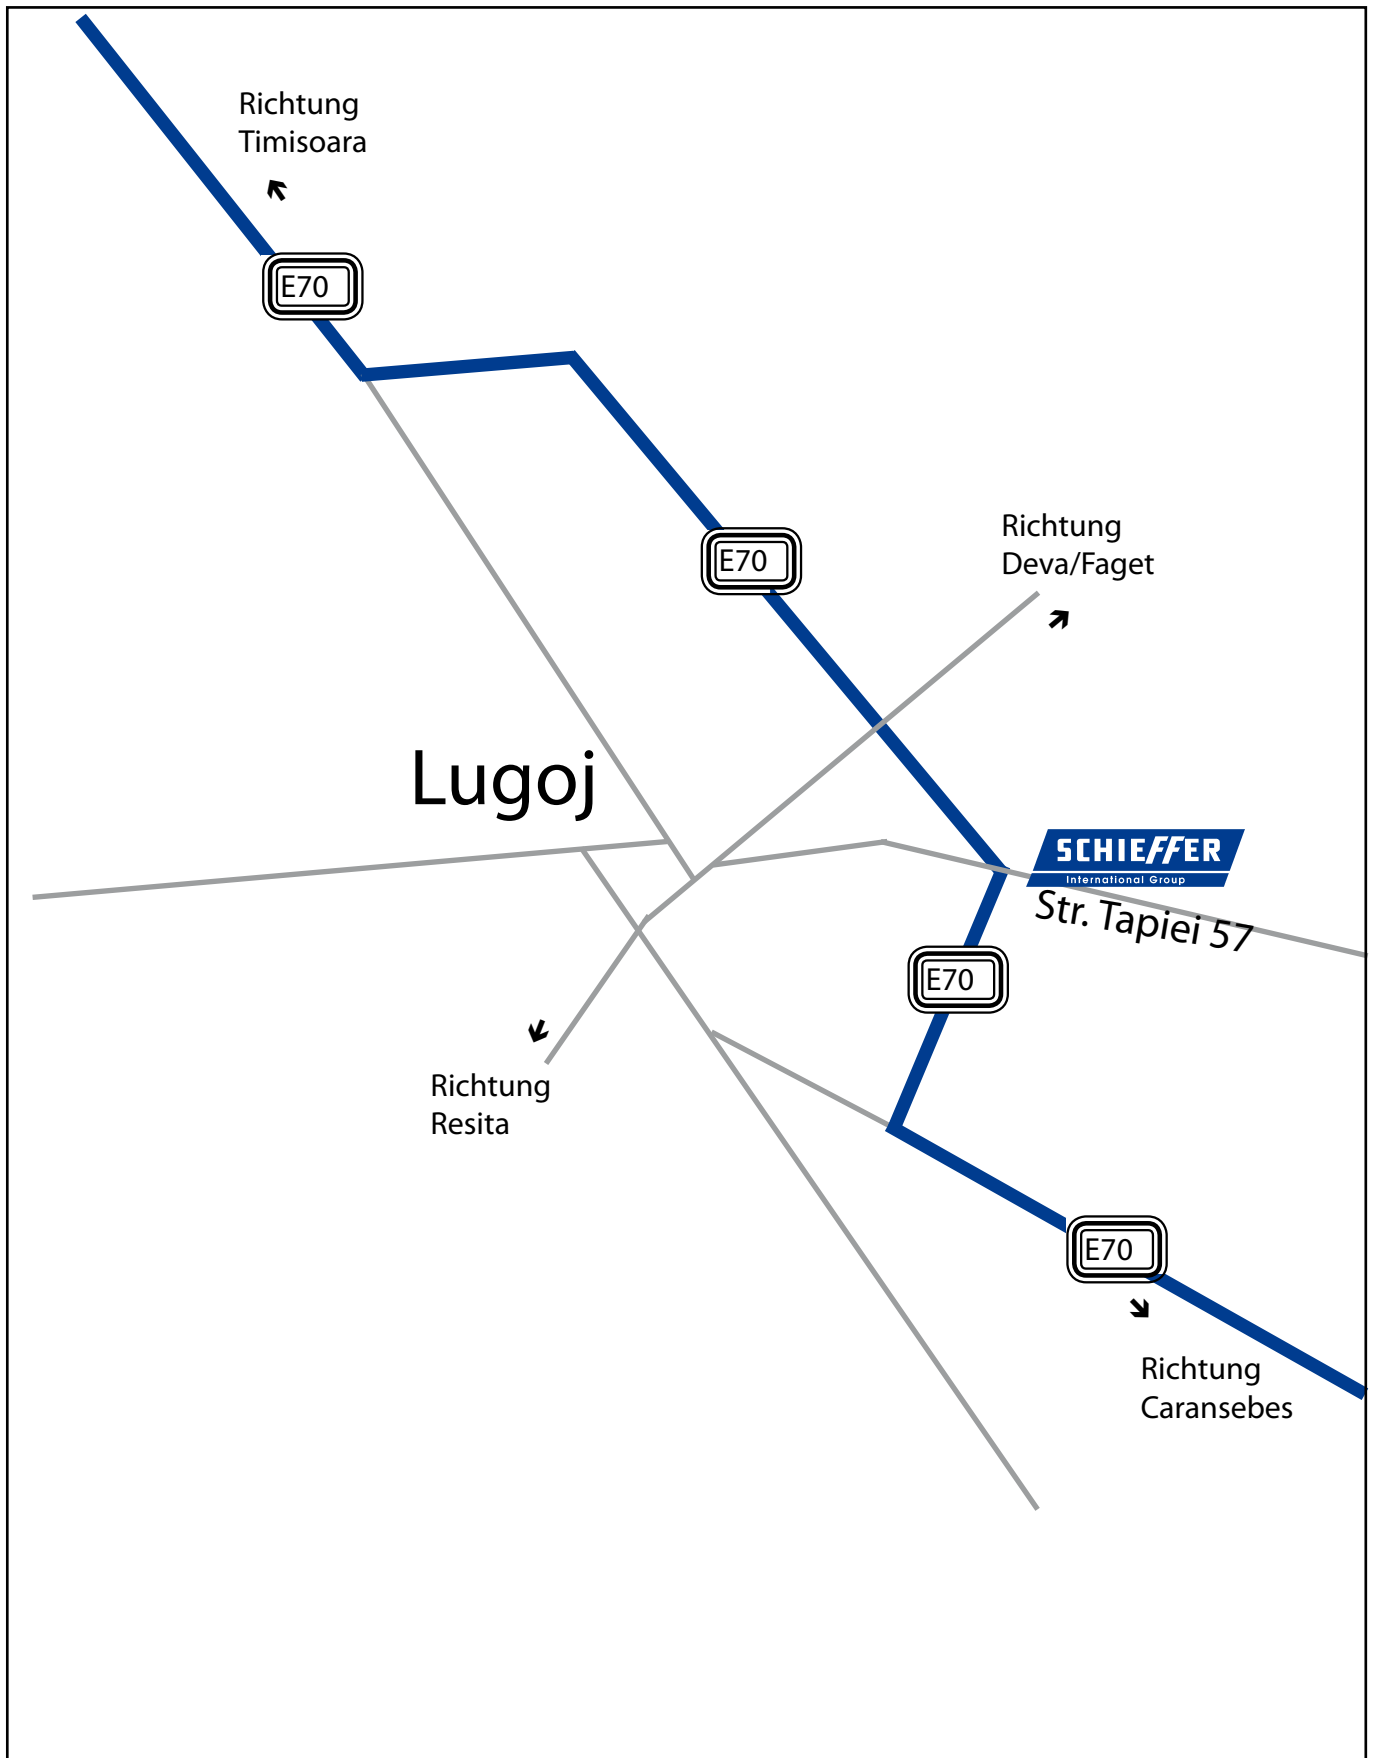 Richtung
Timisoara
E70
E70
Richtung
Deva/Faget
Lugoj
SCHIEFFER
International Group
Str. Tapiei 57
E70
Richtung
Resita
E70
Richtung
Caransebes